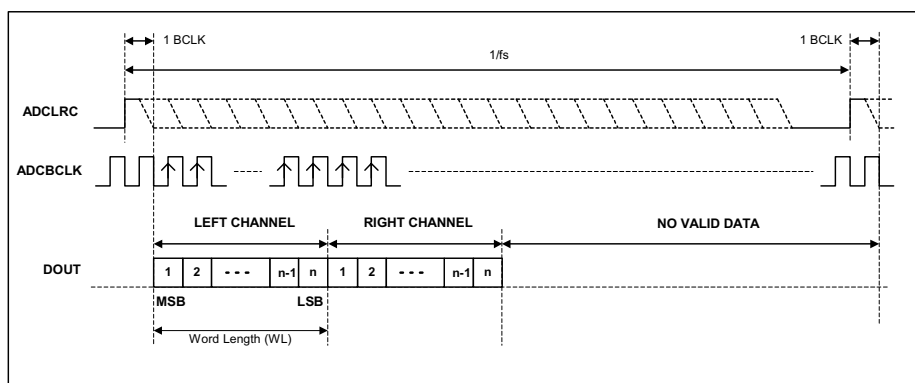 1 BCLK
1 BCLK
1/fs
ADCLRC
ADCBCLK
LEFT CHANNEL
RIGHT CHANNEL
NO VALID DATA
DOUT
1 2 - - - n-1 n 1 2 - - - n-1 n
MSB LSB
Word Length (WL)